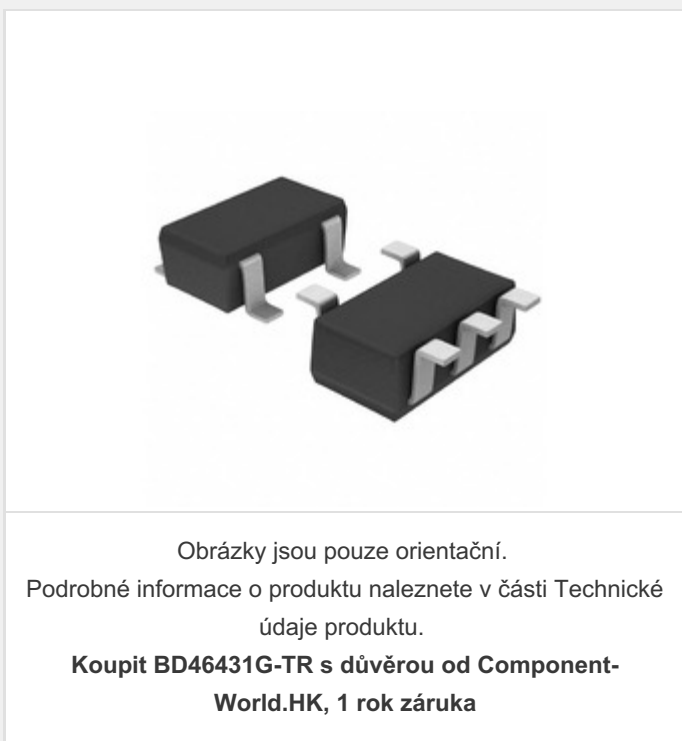 Obrázky jsou pouze orientační.
Podrobné informace o produktu naleznete v části Technické
údaje produktu.
Koupit BD46431G-TR s důvěrou od Component-
World.HK, 1 rok záruka